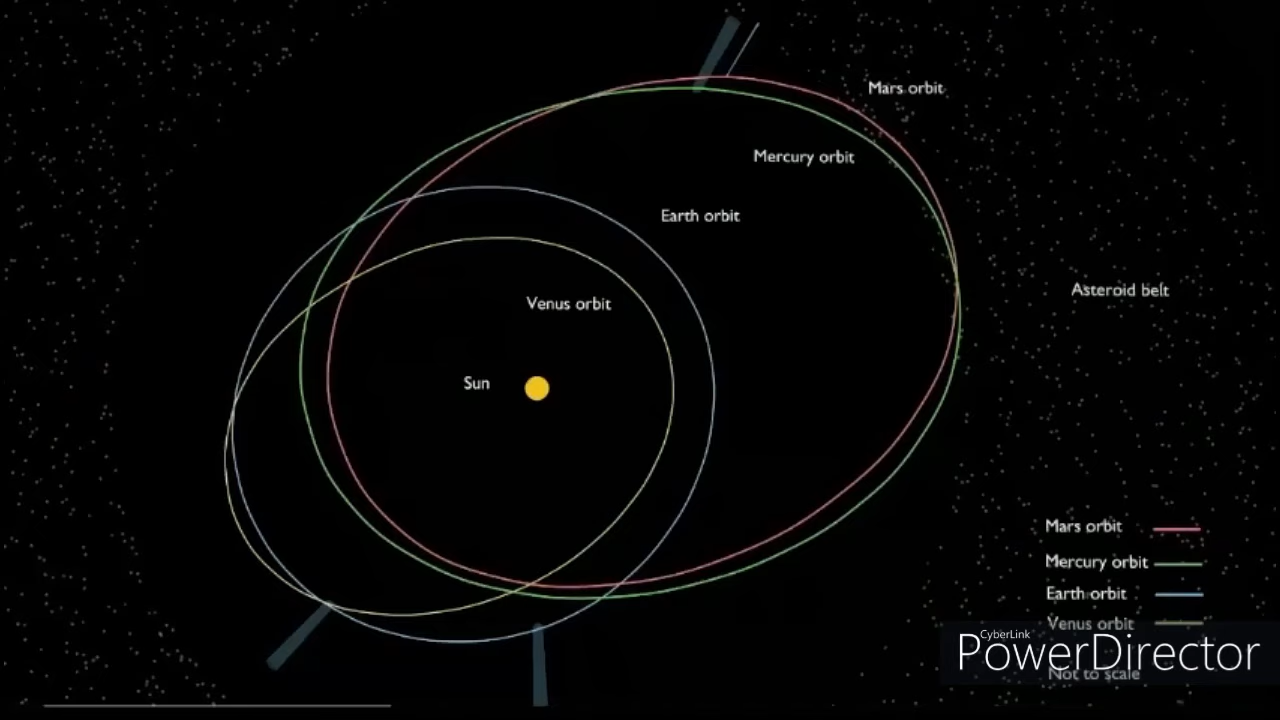 Mars orbit
Mercury orbit
Earth orbit
Asteroid belt
Venus orbit
Sun
Mars orbit
Mercury orbit
Earth orbit
Venus orbit
CyberLink
PowerDirector
Not to scale